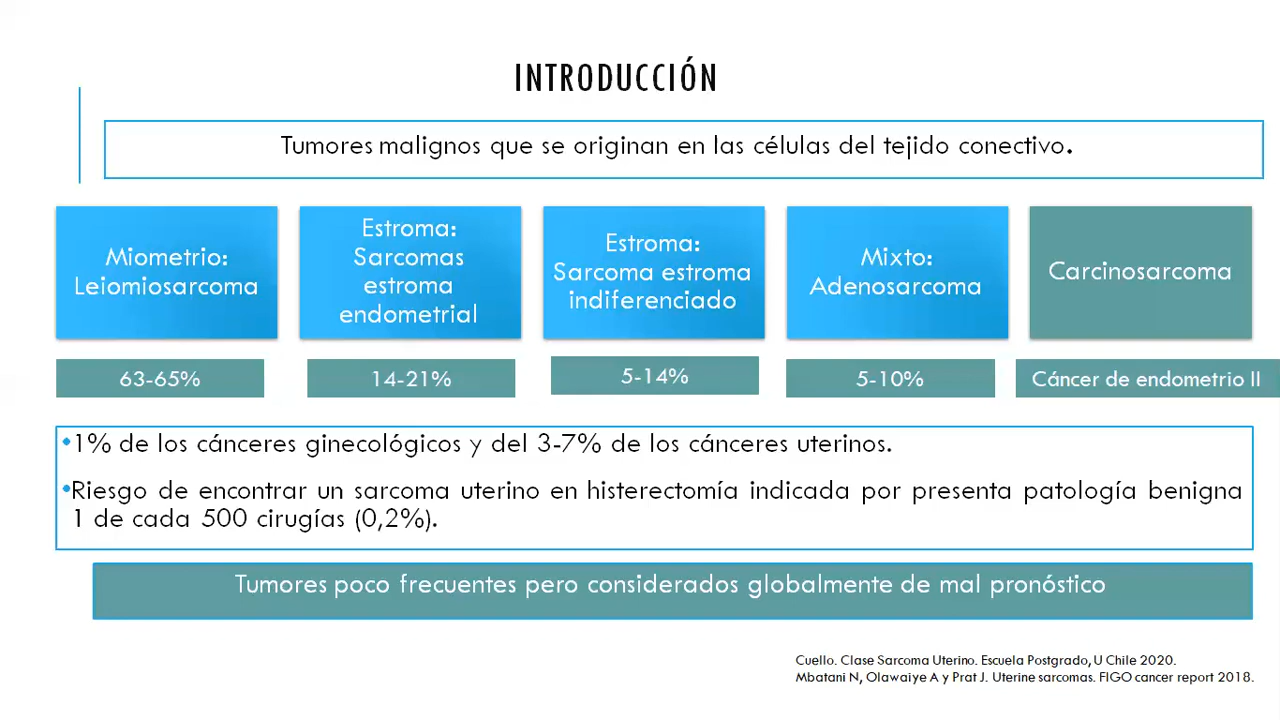 INTRODUCCIÓN
Tumores malignos que se originan en las células del tejido conectivo.
Miometrio:
Leiomiosarcoma
Estroma:
Sarcomas
estroma
endometrial
Estroma:
Sarcoma estroma
indiferenciado
Mixto:
Adenosarcoma
Carcinosarcoma
63-65%
14-21%
5-14%
5-10%
Cáncer de endometrio II
•1% de los cánceres ginecológicos y del 3-7% de los cánceres uterinos.
•Riesgo de encontrar un sarcoma uterino en histerectomía indicada por presenta patología benigna
1 de cada 500 cirugías (0,2%).
Tumores poco frecuentes pero considerados globalmente de mal pronóstico
Cuello. Clase Sarcoma Uterino. Escuela Postgrado, U Chile 2020.
Mbatani N, Olawaiye A y Prat J. Uterine sarcomas. FIGO cancer report 2018.